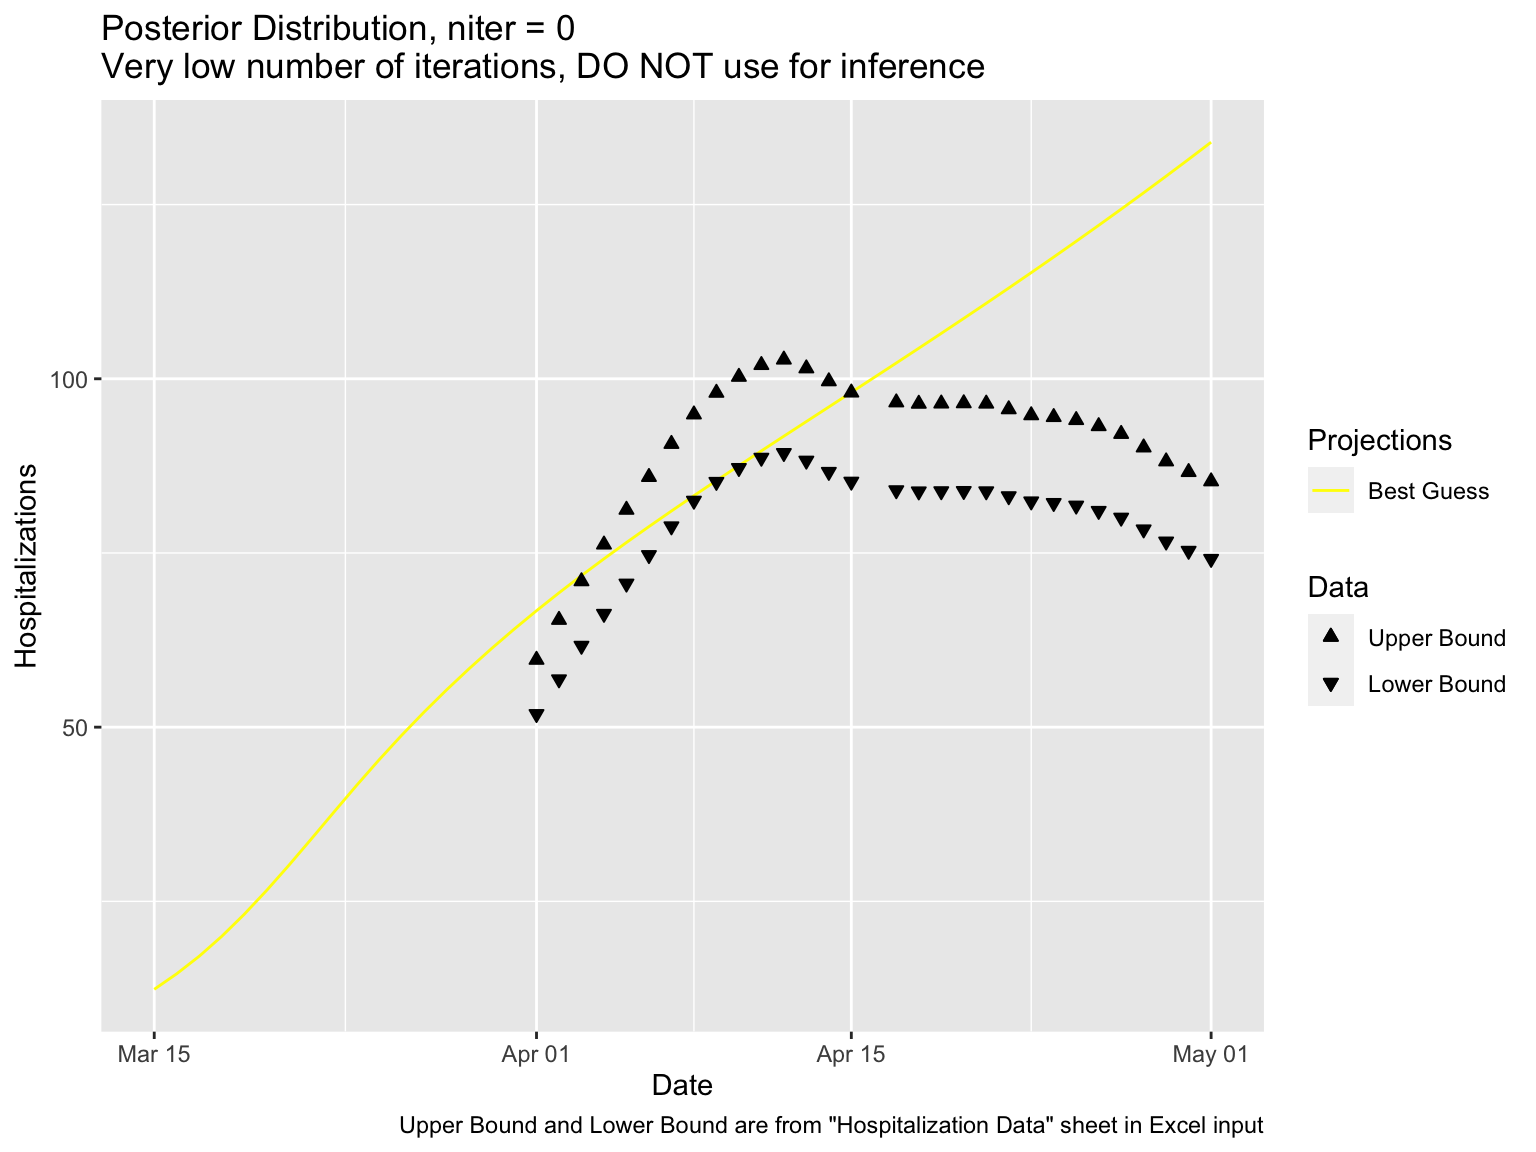 Posterior Distribution, niter = 0
Very low number of iterations, DO NOT use for inference
Hospitalizations
100
50
Mar 15
Apr 01
Apr 15
May 01
Date
Projections
Best Guess
Data
Upper Bound
Lower Bound
Upper Bound and Lower Bound are from "Hospitalization Data" sheet in Excel input